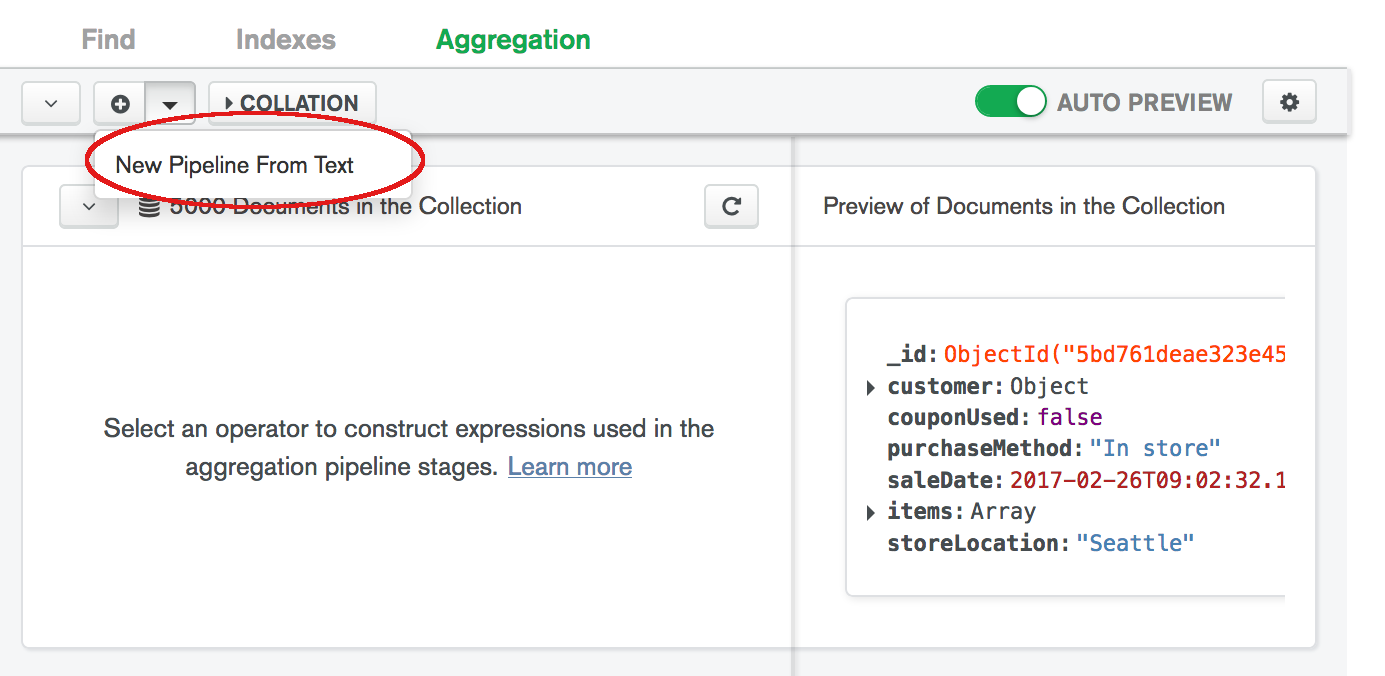 Find Indexes Aggregation
COLLATION AUTO PREVIEW
New Pipeline From Text
5000 Documents in the Collection
Preview of Documents in the Collection
Select an operator to construct expressions used in the
aggregation pipeline stages. Learn more
_id: ObjectId("5bd761deae323e45
customer: Object
couponUsed: false
purchaseMethod: "In store"
saleDate: 2017-02-26T09:02:32.1
items: Array
storeLocation: "Seattle"